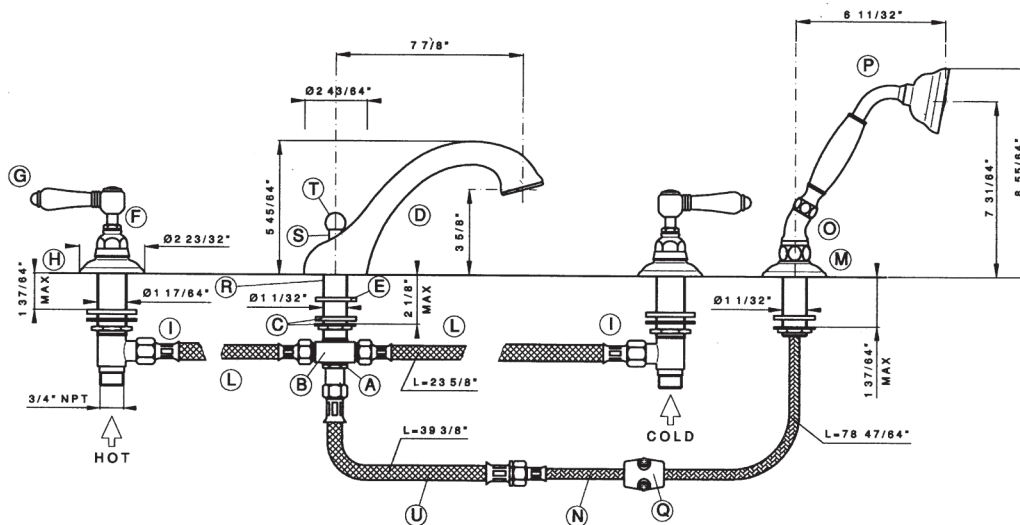 6 11/32"
7 7/8"
P
Ø2 43/64"
G
T
F
5 45/64"
D
3 5/8"
7 31/64"
8 55/64"
S
O
H
Ø2 23/32"
M
R
E
1 37/64"
MAX
Ø1 17/64"
Ø1 1/32"
2 1/8"
MAX
Ø1 1/32"
C
I
L
I
1 37/64"
MAX
L
B
A
L=23 5/8"
3/4" NPT
HOT
COLD
L=39 3/8"
L=78 47/64"
U
N
Q